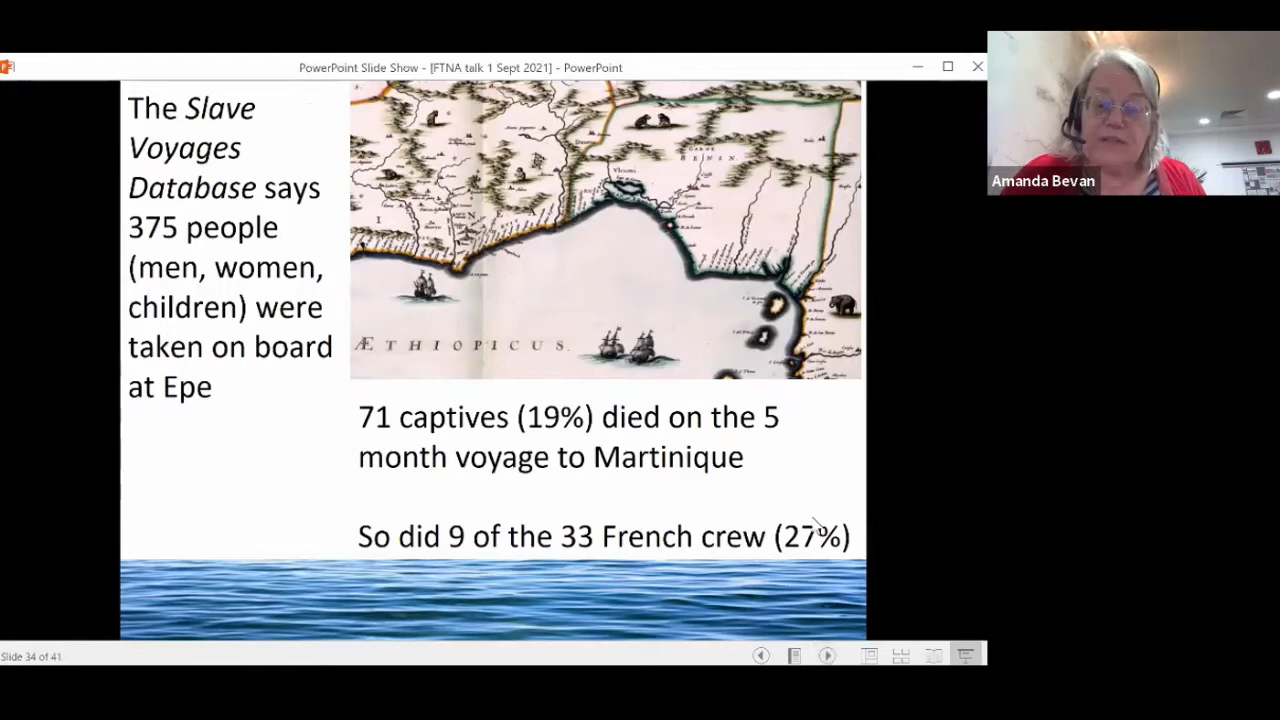 PowerPoint Slide Show - [FTNA talk 1 Sept 2021] - PowerPoint
The Slave
Voyages
Database says
375 people
(men, women,
children) were
taken on board
at Epe
BENIN
ÆTHIOPICUS.
71 captives (19%) died on the 5
month voyage to Martinique
So did 9 of the 33 French crew (27%)
Slide 34 of 41
Amanda Bevan